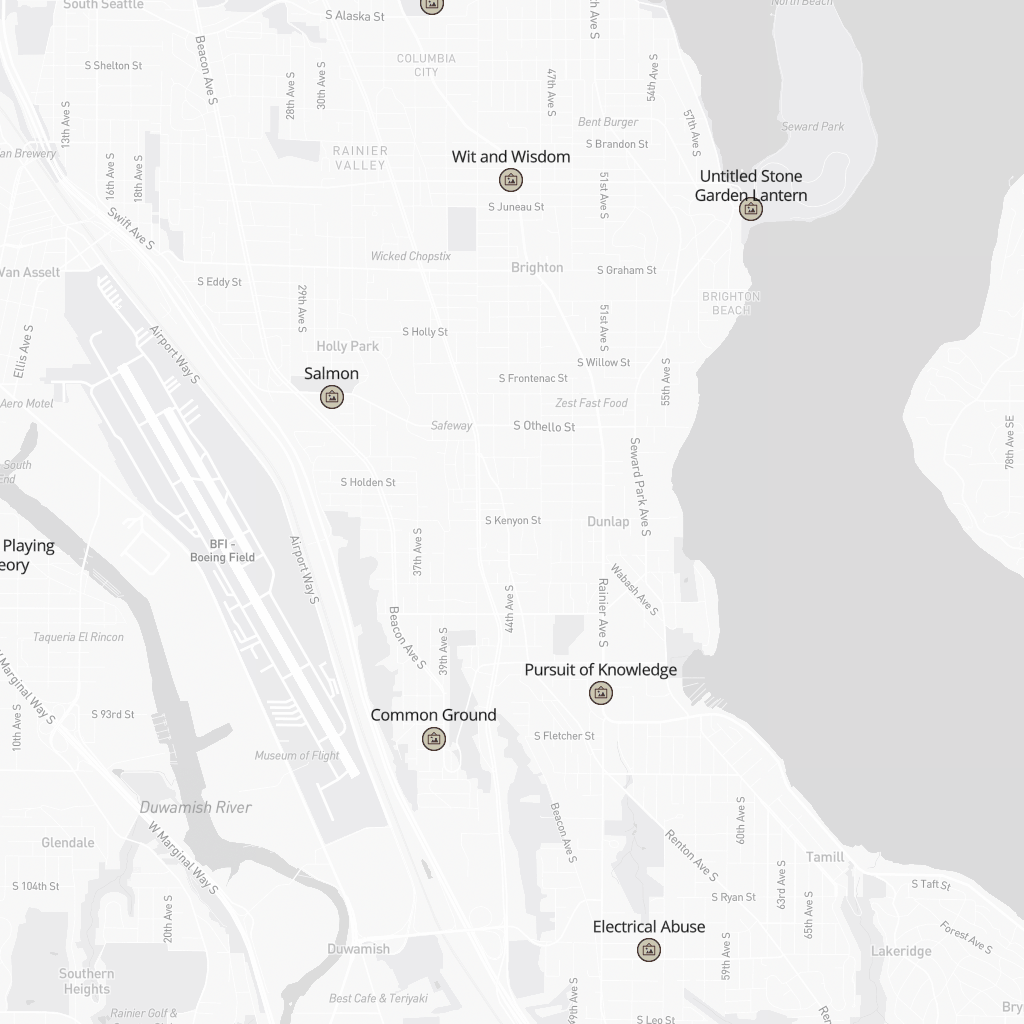 South Seattle
North Beach
S Alaska St
S Shelton St
Beacon Ave S
COLUMBIA
CITY
28th Ave S
30th Ave S
47th Ave S
54th Ave S
13th Ave S
57th Ave S
Bent Burger
Seward Park
S Brandon St
RAINIER
VALLEY
Wit and Wisdom
16th Ave S
18th Ave S
51st Ave S
Untitled Stone
Garden Lantern
S Juneau St
Swift Ave S
Wicked Chopstix
Brighton
S Graham St
Van Asselt
S Eddy St
29th Ave S
BRIGHTON
BEACH
51st Ave S
S Holly St
Ellis Ave S
Airport Way S
Holly Park
S Willow St
Salmon
S Frontenac St
55th Ave S
Aero Motel
Zest Fast Food
Safeway
S Othello St
78th Ave SE
South
Seward Park Ave S
S Holden St
S Kenyon St
Dunlap
Playing
BFI -
Boeing Field
37th Ave S
Airport Way S
Wabash Ave S
44th Ave S
Rainier Ave S
Taqueria El Rincon
Beacon Ave S
39th Ave S
W Marginal Way S
Pursuit of Knowledge
10th Ave S
S 93rd St
Common Ground
S Fletcher St
Museum of Flight
Duwamish River
Beacon Ave S
60th Ave S
Glendale
W Marginal Way S
Renton Ave S
Tamill
S 104th St
63rd Ave S
S Taft St
S Ryan St
20th Ave S
65th Ave S
Electrical Abuse
Forest Ave S
Duwamish
59th Ave S
Lakeridge
Southern
Heights
Best Cafe & Teriyaki
49th Ave S
Rainier Golf &
S Leo St